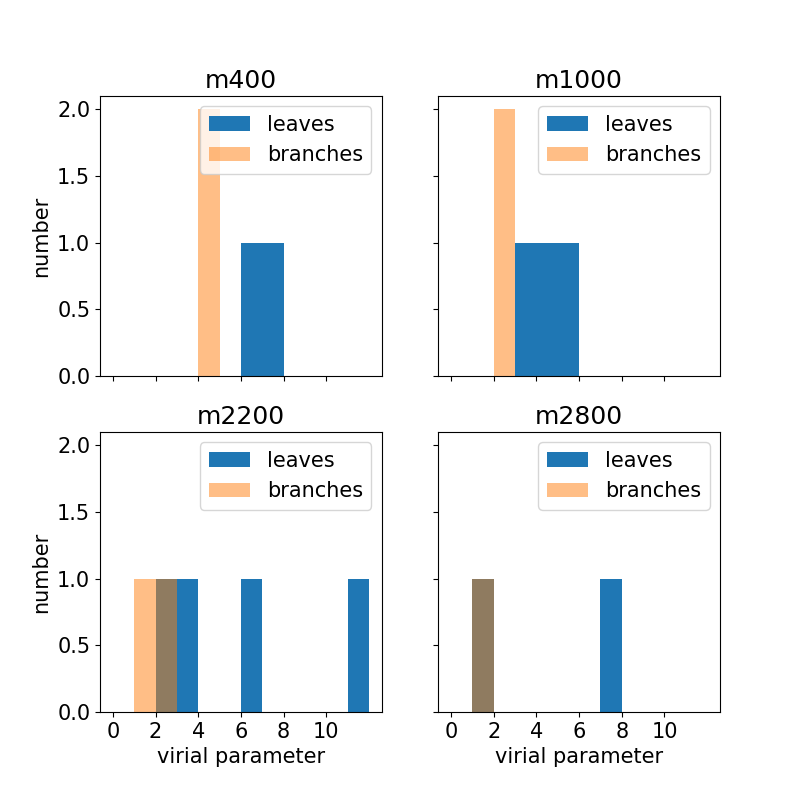 m400
m1000
2.0
1.5
1.0
0.5
0.0
number
leaves
branches
leaves
branches
m2200
m2800
2.0
1.5
1.0
0.5
0.0
number
leaves
branches
leaves
branches
0 2 4 6 8 10
0 2 4 6 8 10
virial parameter
virial parameter